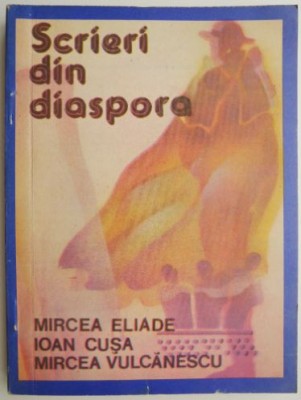 Scrieri
din
diaspora
MIRCEA ELIADE
IOAN CUȘA
MIRCEA VULCĂNESCU